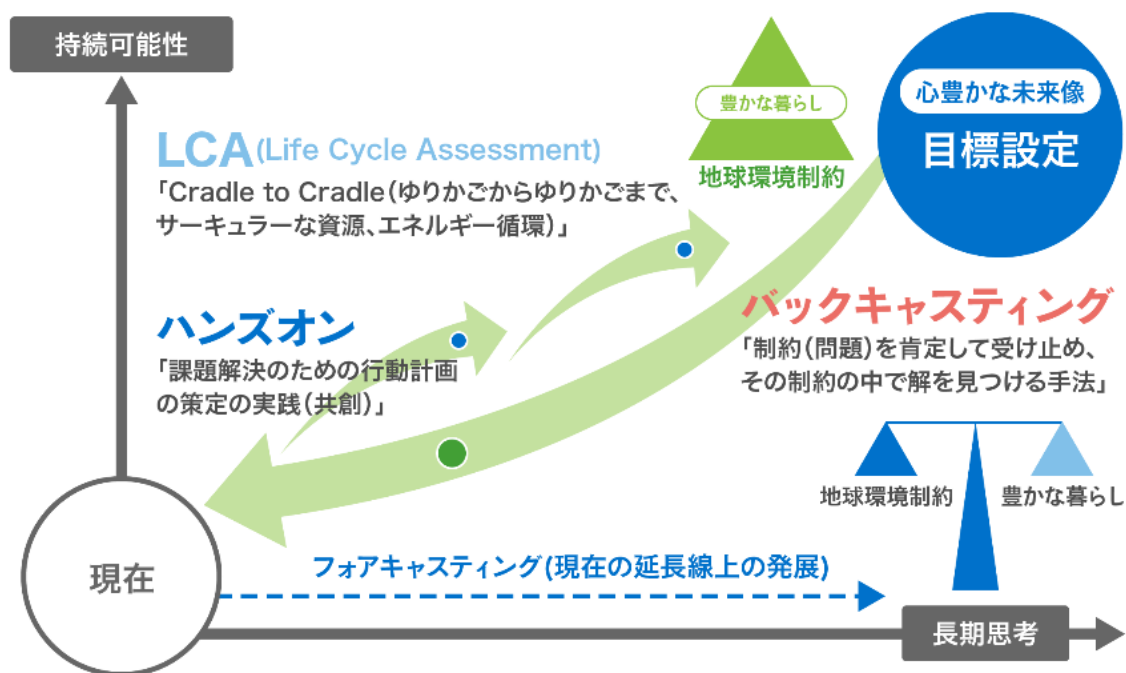 持続可能性
豊かな暮らし
地球環境制約
心豊かな未来像
目標設定
LCA(Life Cycle Assessment)
「Cradle to Cradle(ゆりかごからゆりかごまで、
サーキュラーな資源、エネルギー循環)」
ハンズオン
「課題解決のための行動計画
の策定の実践(共創)」
バックキャスティング
「制約(問題)を肯定して受け止め、
その制約の中で解を見つける手法」
地球環境制約
豊かな暮らし
現在
フォアキャスティング(現在の延長線上の発展)
長期思考